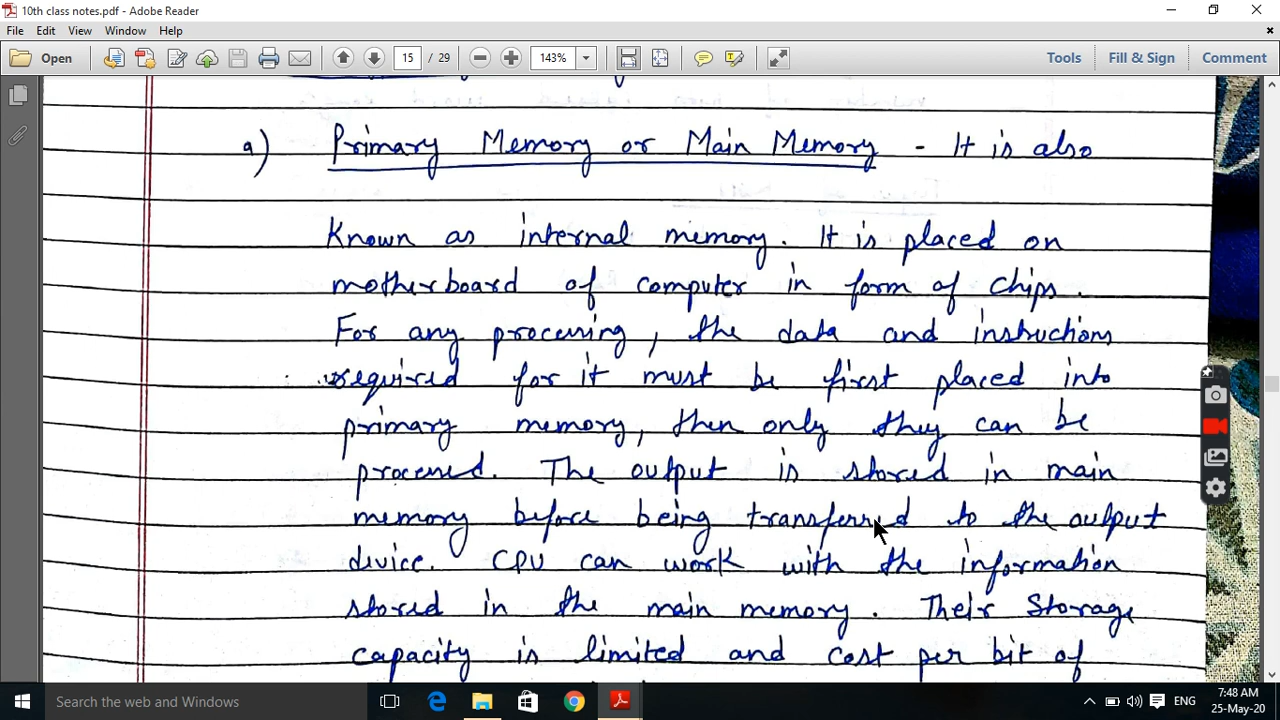 10th class notes.pdf - Adobe Reader
File Edit View Window Help
Open 15 / 29 143% Tools Fill & Sign Comment
a) Primary Memory or Main Memory - It is also
Known as internal memory. It is placed on
motherboard of computer in form of chips.
For any processing, the data and instructions
required for it must be first placed into
primary memory, then only they can be
processed. The output is stored in main
memory before being transferred to the output
device. CPU can work with the information
stored in the main memory. Their Storage
capacity is limited and cost per bit of
Search the web and Windows
ENG
7:48 AM
25-May-20